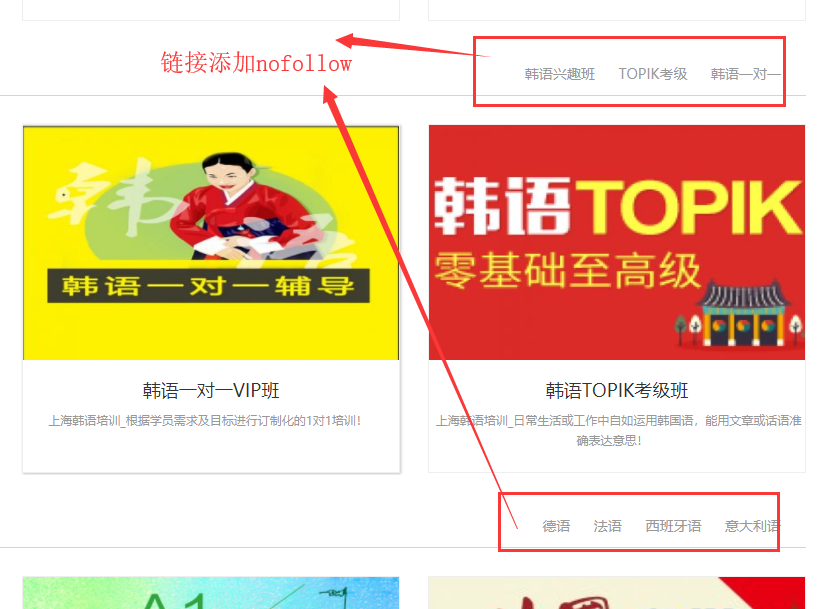 链接添加nofollow
韩语兴趣班 TOPIK考级 韩语一对一
韩语
韩语一对一辅导
韩语TOPIK
零基础至高级
韩语一对一VIP班
上海韩语培训_根据学员需求及目标进行订制化的1对1培训！
韩语TOPIK考级班
上海韩语培训_日常生活或工作中自如运用韩国语，能用文章或话语准
确表达意思！
德语 法语 西班牙语 意大利语
A1